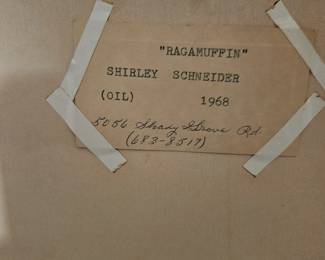 "RAGAMUFFIN"
SHIRLEY SCHNEIDER
(OIL) 1968
5056 Shady Grove Rd.
(683-8517)